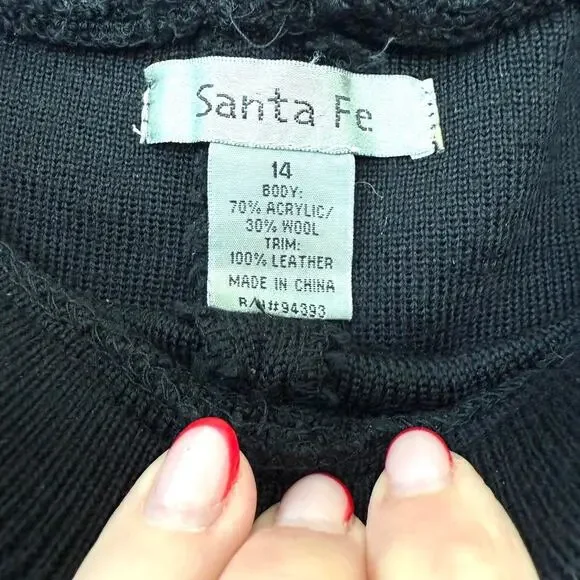 Santa Fe
14
BODY:
70% ACRYLIC/
30% WOOL
TRIM:
100% LEATHER
MADE IN CHINA
R/N#94393